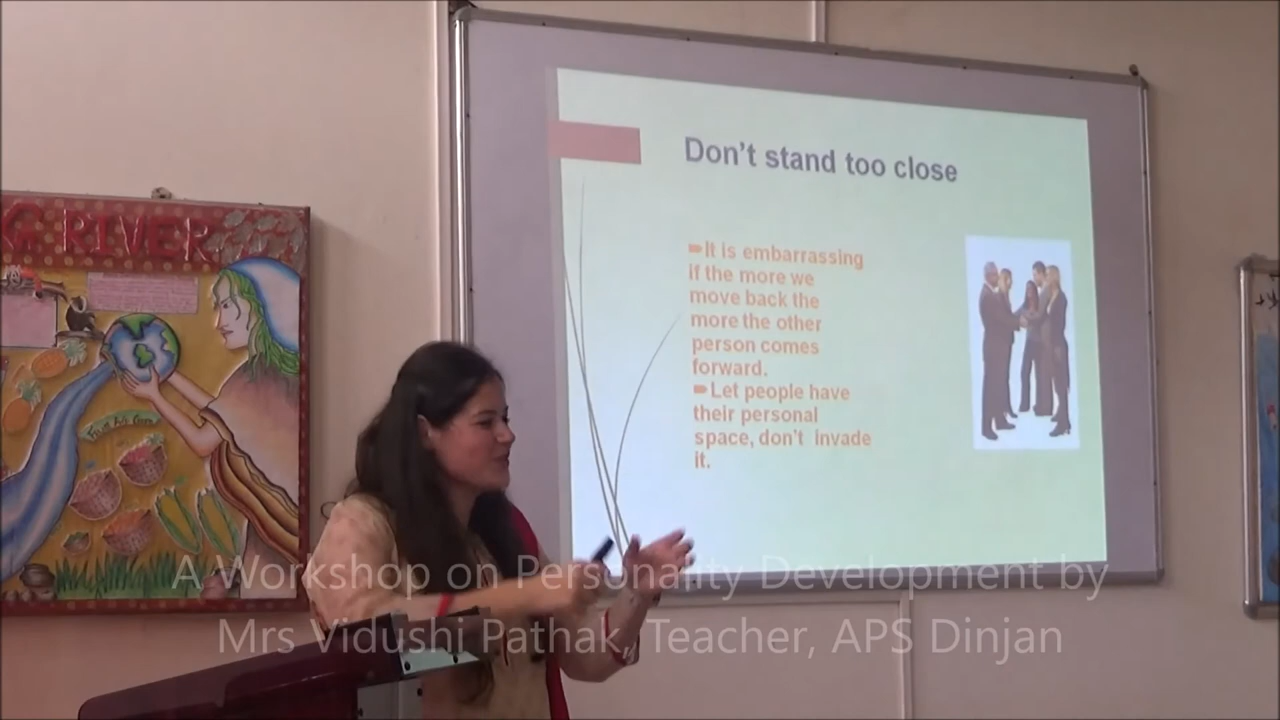 RIVER
Don't stand too close
It is embarrassing
if the more we
move back the
more the other
person comes
forward.
Let people have
their personal
space, don't invade
it.
A Workshop on Personality Development by
Mrs Vidushi Pathak, Teacher, APS Dinjan